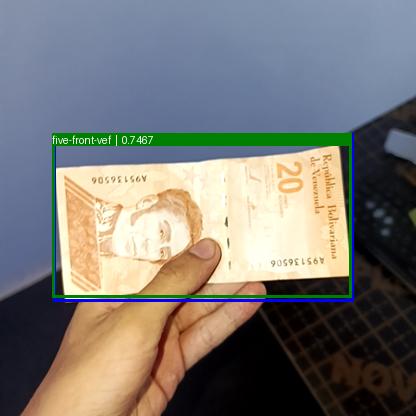 five-front-vef | 0.7467
República Bolivariana
de Venezuela
20
A95136506
A95136506